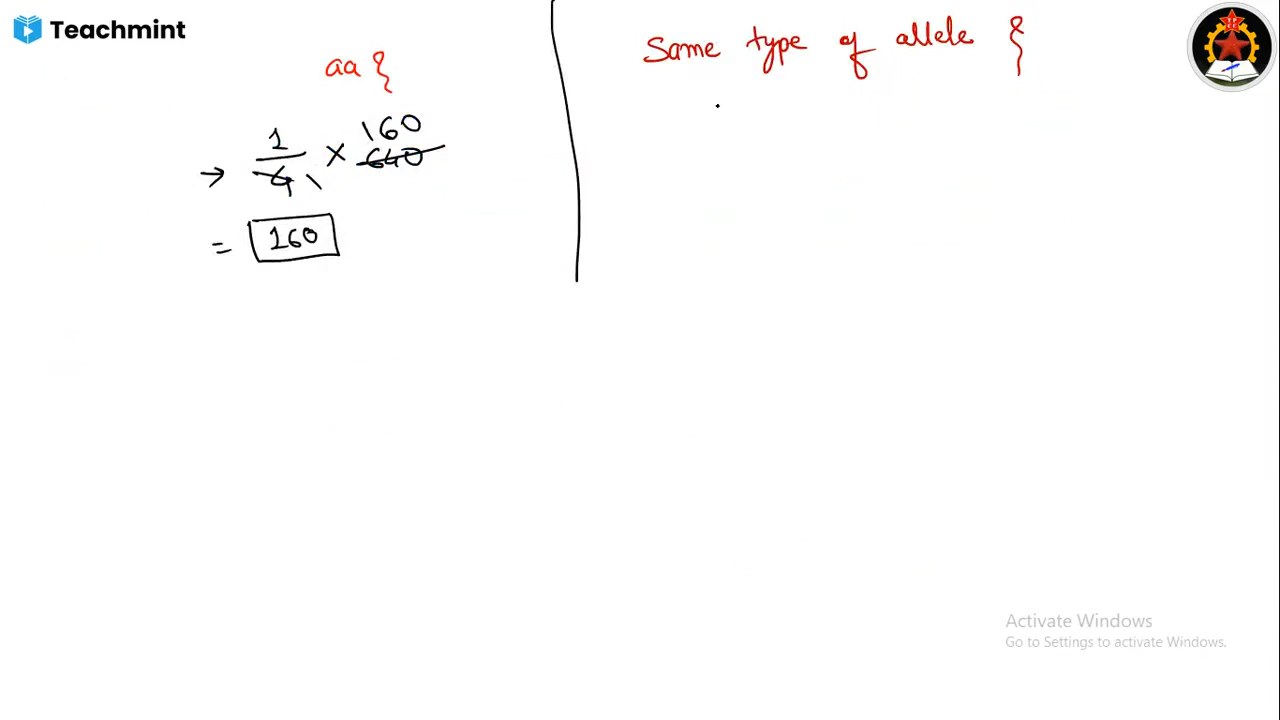 Teachmint
aa {
→ 1/4 1 × 160 640
= 160
Same type of allele {
Activate Windows
Go to Settings to activate Windows.